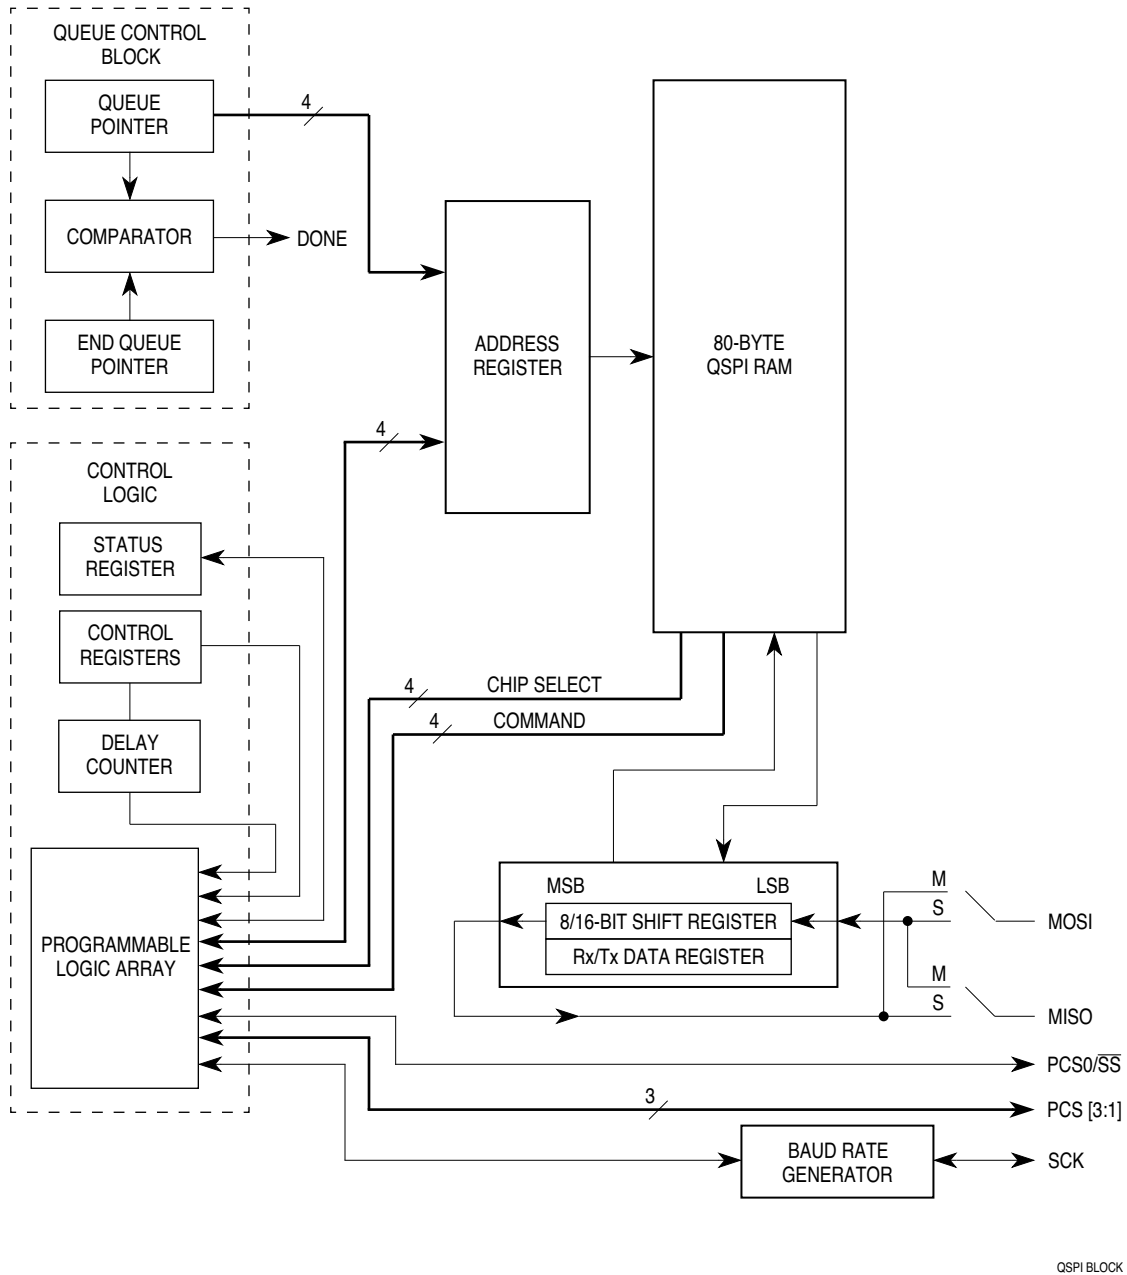 QUEUE CONTROL
BLOCK
QUEUE
POINTER
4
COMPARATOR
DONE
END QUEUE
POINTER
ADDRESS
REGISTER
80-BYTE
QSPI RAM
4
CONTROL
LOGIC
STATUS
REGISTER
CONTROL
REGISTERS
4
CHIP SELECT
4
COMMAND
DELAY
COUNTER
MSB
LSB
8/16-BIT SHIFT REGISTER
Rx/Tx DATA REGISTER
M
S
MOSI
M
S
MISO
PROGRAMMABLE
LOGIC ARRAY
PCS0/S̅S̅
3
PCS [3:1]
BAUD RATE
GENERATOR
SCK
QSPI BLOCK